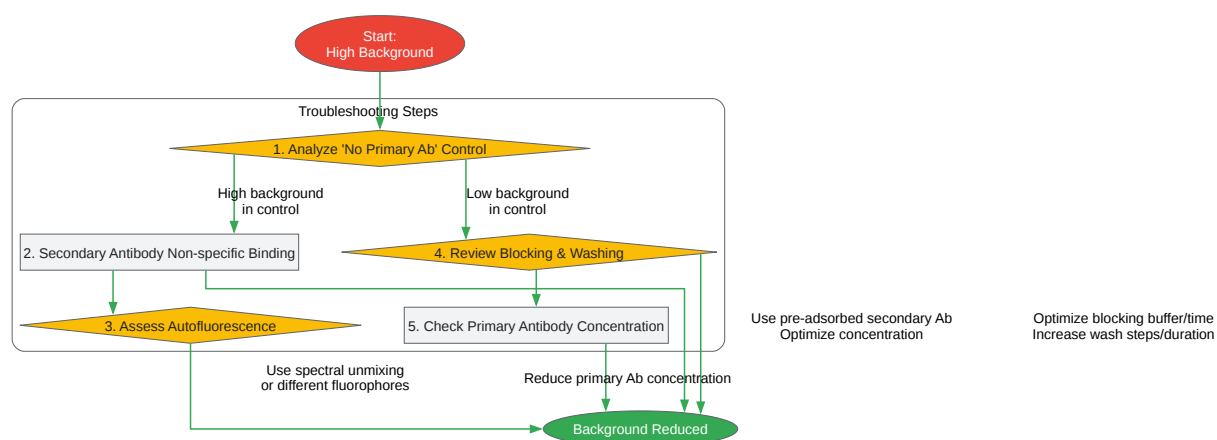 Start:
High Background
Troubleshooting Steps
1. Analyze 'No Primary Ab' Control
High background
in control
Low background
in control
2. Secondary Antibody Non-specific Binding
4. Review Blocking & Washing
3. Assess Autofluorescence
5. Check Primary Antibody Concentration
Use pre-adsorbed secondary Ab
Optimize concentration
Optimize blocking buffer/time
Increase wash steps/duration
Use spectral unmixing
or different fluorophores
Reduce primary Ab concentration
Background Reduced